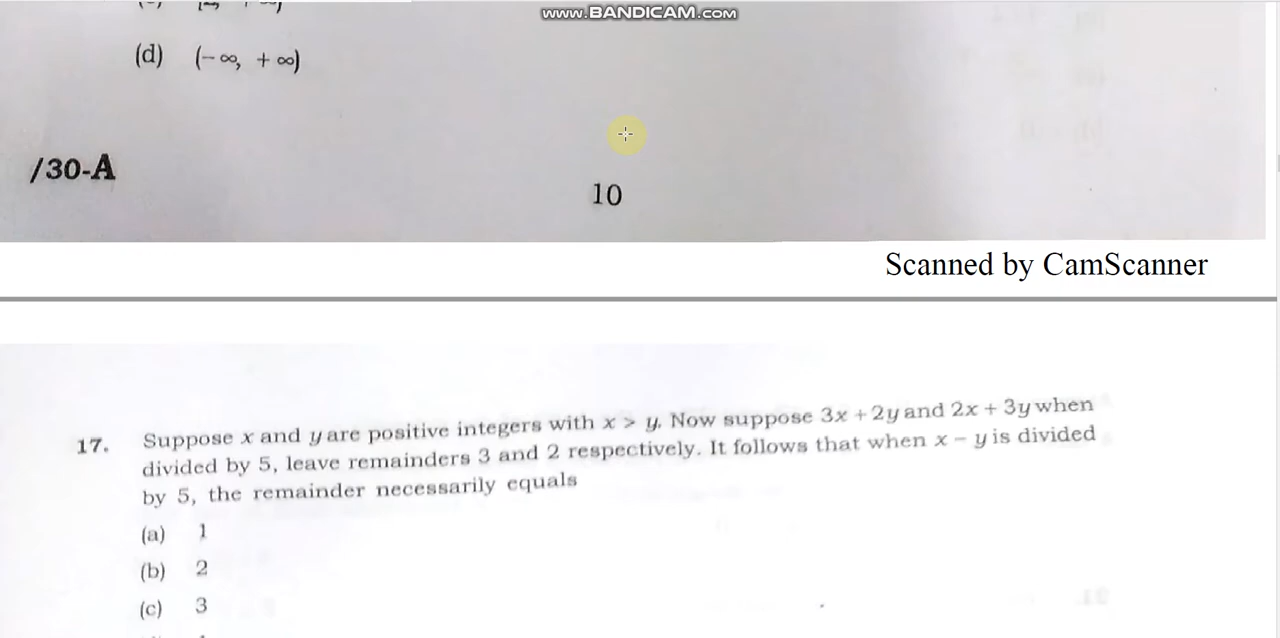 www.BANDICAM.com
(d) (– ∞, + ∞)
/30-A
10
Scanned by CamScanner
17. Suppose x and y are positive integers with x > y. Now suppose 3x + 2y and 2x + 3y when
divided by 5, leave remainders 3 and 2 respectively. It follows that when x – y is divided
by 5, the remainder necessarily equals
(a) 1
(b) 2
(c) 3